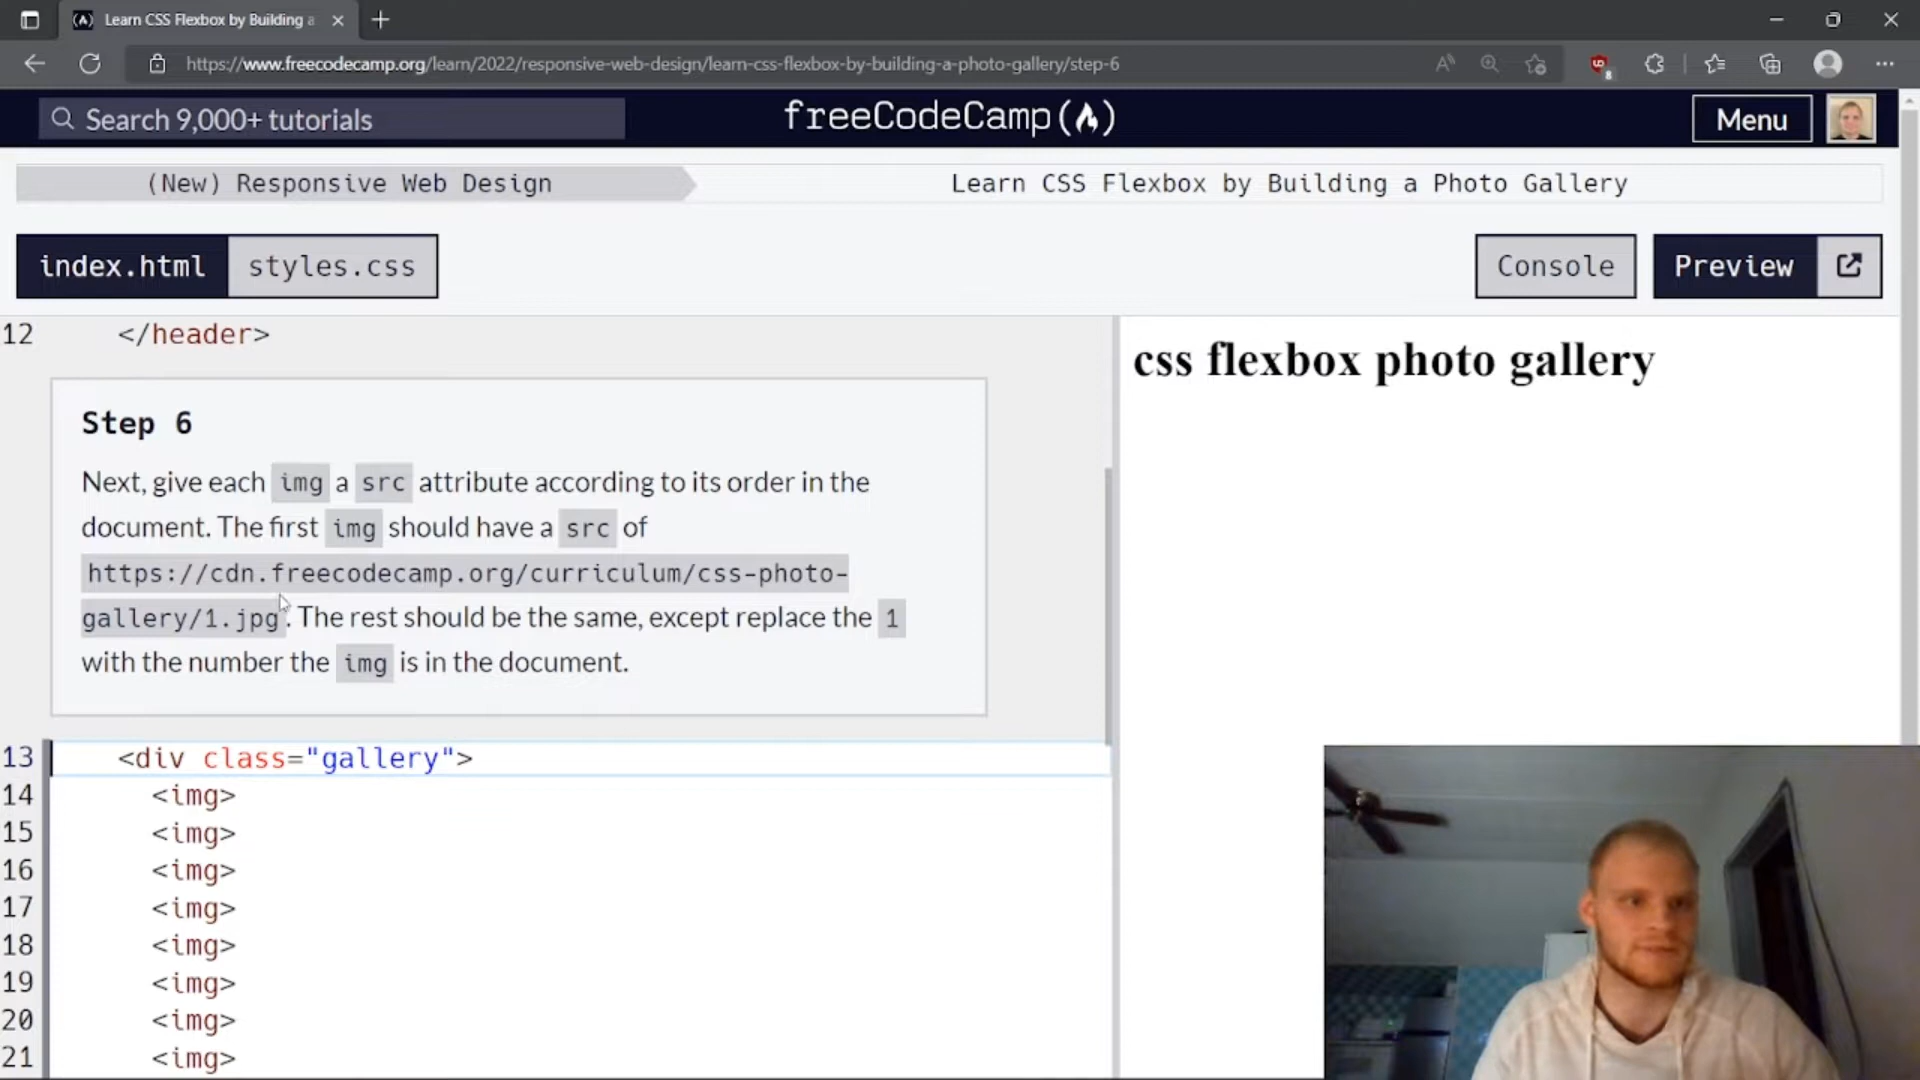 Learn CSS Flexbox by Building a
https://www.freecodecamp.org/learn/2022/responsive-web-design/learn-css-flexbox-by-building-a-photo-gallery/step-6
8
Search 9,000+ tutorials
freeCodeCamp(🔥)
Menu
(New) Responsive Web Design
Learn CSS Flexbox by Building a Photo Gallery
index.html
styles.css
Console
Preview
12 </header>
css flexbox photo gallery
Step 6
Next, give each img a src attribute according to its order in the
document. The first img should have a src of
https://cdn.freecodecamp.org/curriculum/css-photo-
gallery/1.jpg. The rest should be the same, except replace the 1
with the number the img is in the document.
13 <div class="gallery">
14 <img>
15 <img>
16 <img>
17 <img>
18 <img>
19 <img>
20 <img>
21 <img>